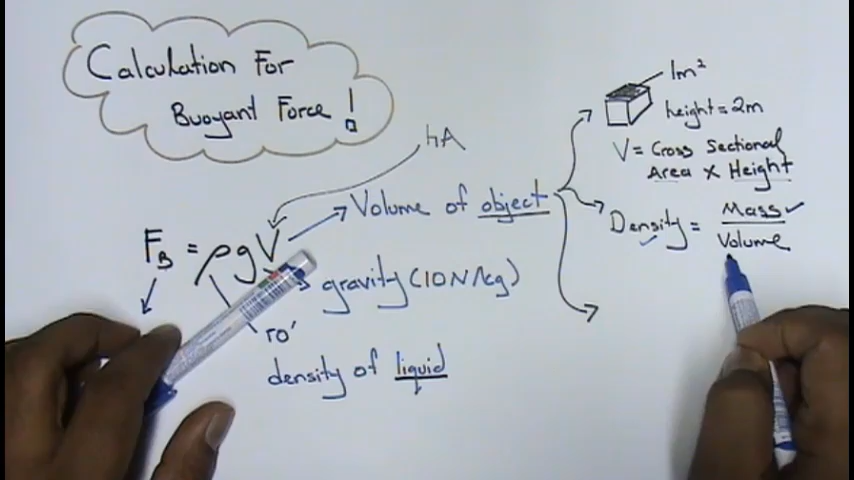 Calculation For
Buoyant Force!
hA
F_B = ρgV
Volume of object
gravity (10N/kg)
'ro'
density of liquid
1m²
height = 2m
V = Cross Sectional
Area x Height
Density = Mass
Volume